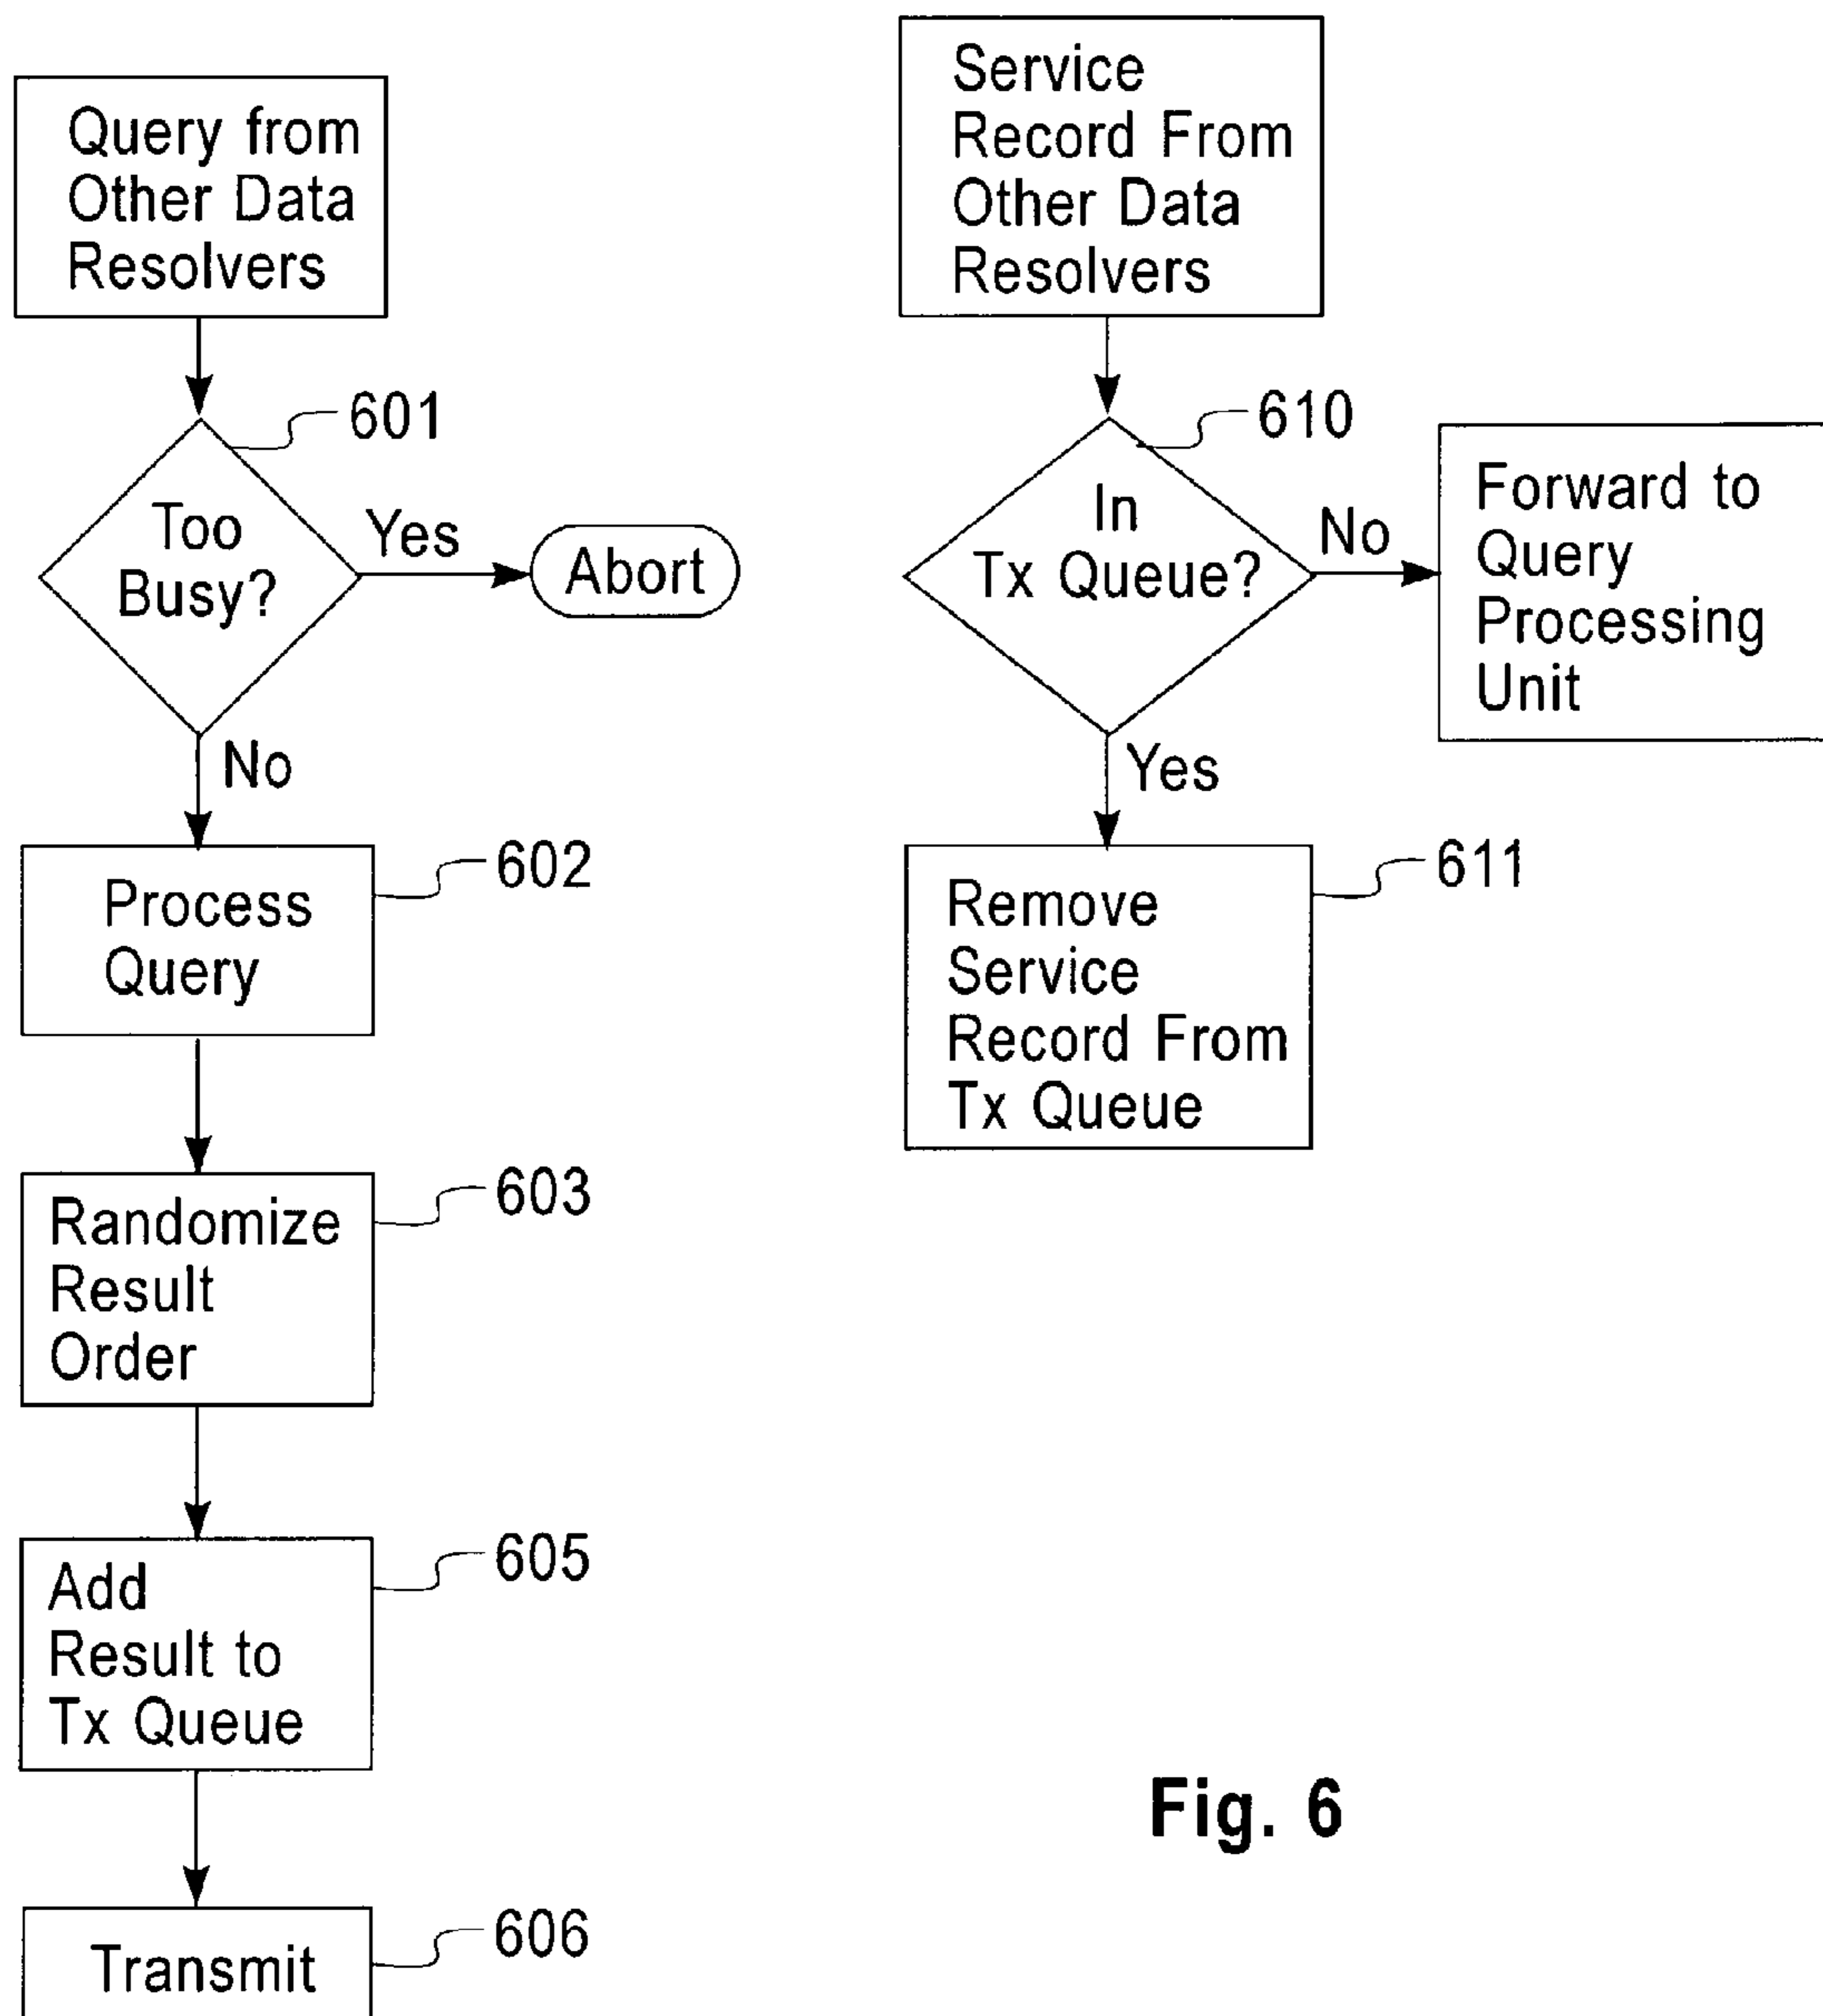 Query from
Other Data
Resolvers
601
Too
Busy?
Yes
Abort
No
Process
Query
602
Randomize
Result
Order
603
Add
Result to
Tx Queue
605
Transmit
606
Service
Record From
Other Data
Resolvers
610
In
Tx Queue?
No
Forward to
Query
Processing
Unit
Yes
Remove
Service
Record From
Tx Queue
611
Fig. 6